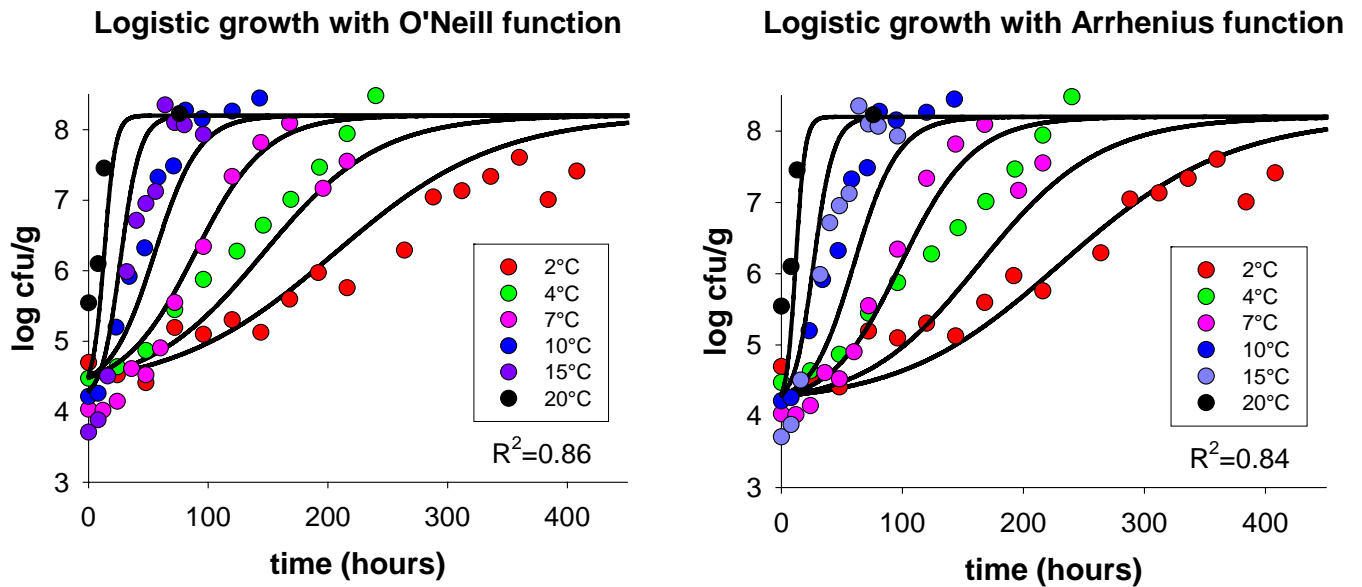 Logistic growth with O'Neill function
log cfu/g
8
7
6
5
4
3
0 100 200 300 400
time (hours)
2°C
4°C
7°C
10°C
15°C
20°C
R²=0.86
Logistic growth with Arrhenius function
log cfu/g
8
7
6
5
4
3
0 100 200 300 400
time (hours)
2°C
4°C
7°C
10°C
15°C
20°C
R²=0.84